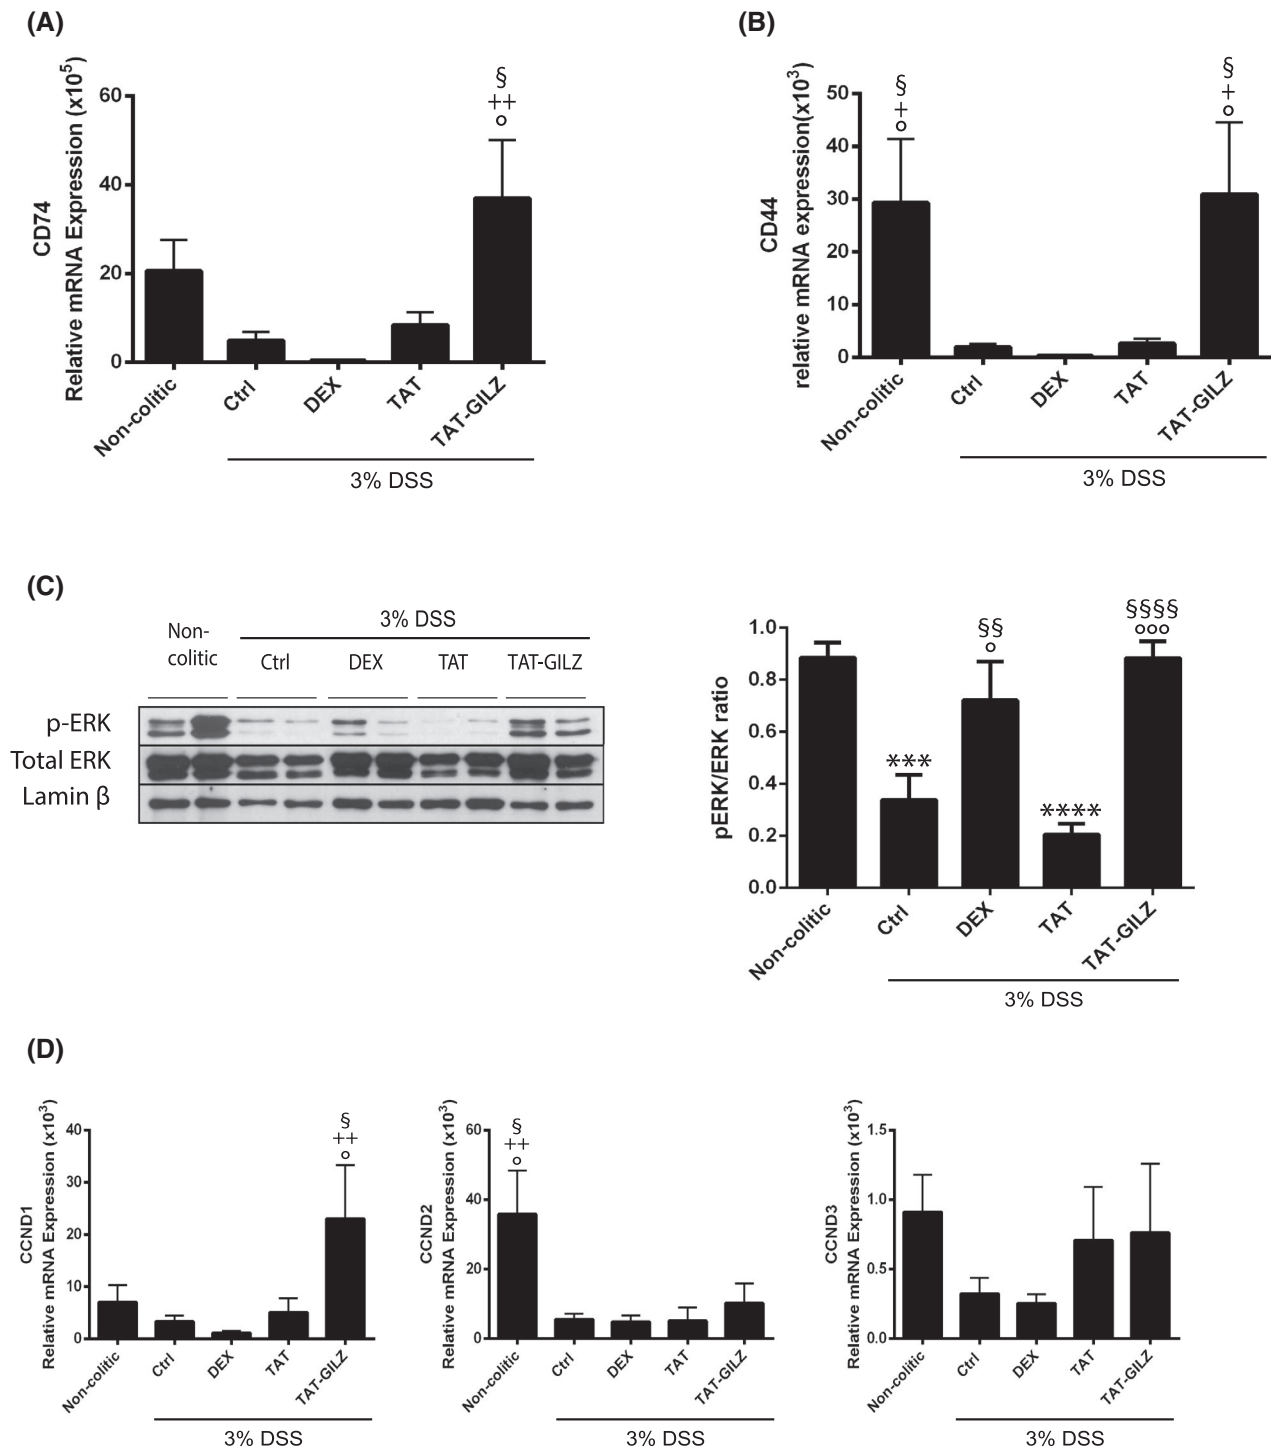 (A)
CD74
Relative mRNA Expression (x10⁵)
60
40
20
0
§
++
o
Non-colitic
Ctrl
DEX
TAT
TAT-GILZ
3% DSS
(B)
CD44
relative mRNA expression(x10³)
50
40
30
20
10
0
§
+
o
§
+
o
Non-colitic
Ctrl
DEX
TAT
TAT-GILZ
3% DSS
(C)
3% DSS
Non-
colitic
Ctrl
DEX
TAT
TAT-GILZ
p-ERK
Total ERK
Lamin β
pERK/ERK ratio
1.0
0.8
0.6
0.4
0.2
0.0
***
§§
o
****
§§§§
ooo
Non-colitic
Ctrl
DEX
TAT
TAT-GILZ
3% DSS
(D)
CCND1
Relative mRNA Expression (x10³)
40
30
20
10
0
§
++
o
Non-colitic
Ctrl
DEX
TAT
TAT-GILZ
3% DSS
CCND2
Relative mRNA Expression (x10³)
60
40
20
0
§
++
o
Non-colitic
Ctrl
DEX
TAT
TAT-GILZ
3% DSS
CCND3
Relative mRNA Expression (x10³)
1.5
1.0
0.5
0.0
Non-colitic
Ctrl
DEX
TAT
TAT-GILZ
3% DSS